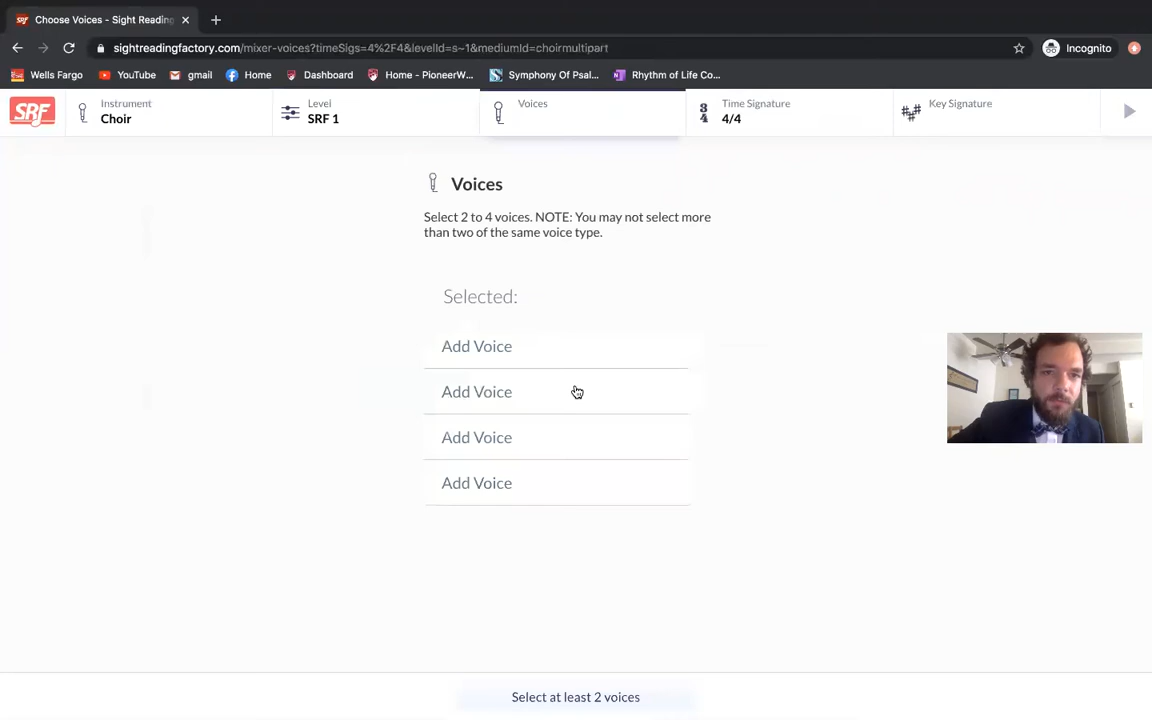 Choose Voices - Sight Reading
sightreadingfactory.com/mixer-voices?timeSigs=4%2F4&levelId=s~1&mediumId=choirmultipart
Incognito
Wells Fargo
YouTube
gmail
Home
Dashboard
Home - PioneerW...
Symphony Of Psal...
Rhythm of Life Co...
SRF
Instrument
Choir
Level
SRF 1
Voices
3
4
Time Signature
4/4
Key Signature
Voices
Select 2 to 4 voices. NOTE: You may not select more
than two of the same voice type.
Selected:
Add Voice
Add Voice
Add Voice
Add Voice
Select at least 2 voices